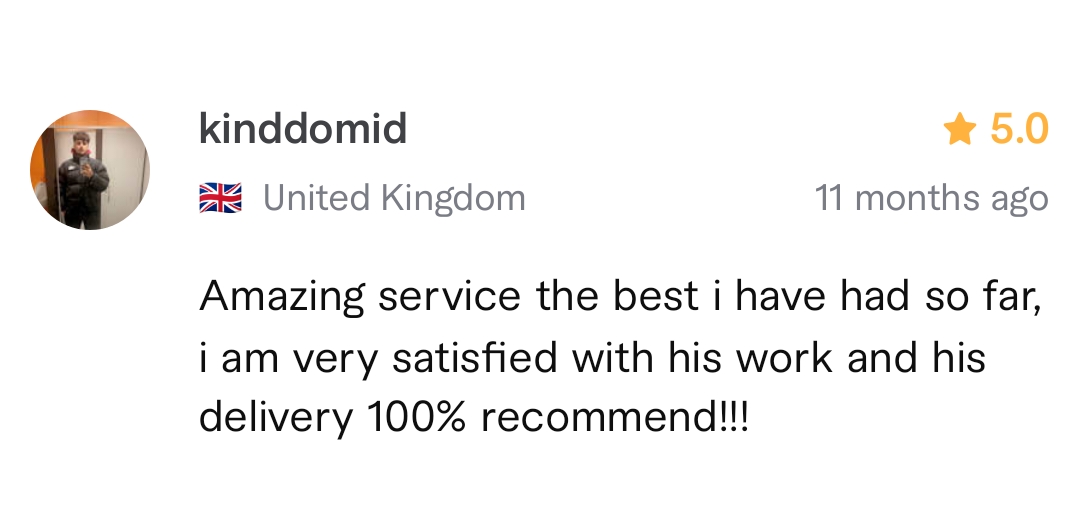 kinddomid
5.0
United Kingdom
11 months ago
Amazing service the best i have had so far,
i am very satisfied with his work and his
delivery 100% recommend!!!